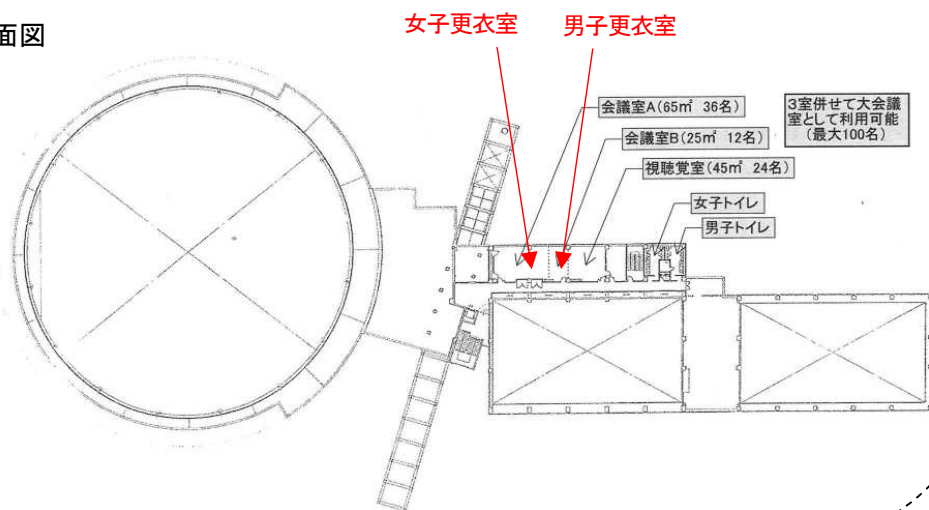 面図
女子更衣室
男子更衣室
会議室A(65㎡ 36名)
会議室B(25㎡ 12名)
視聴覚室(45㎡ 24名)
3室併せて大会議
室として利用可能
(最大100名)
女子トイレ
男子トイレ